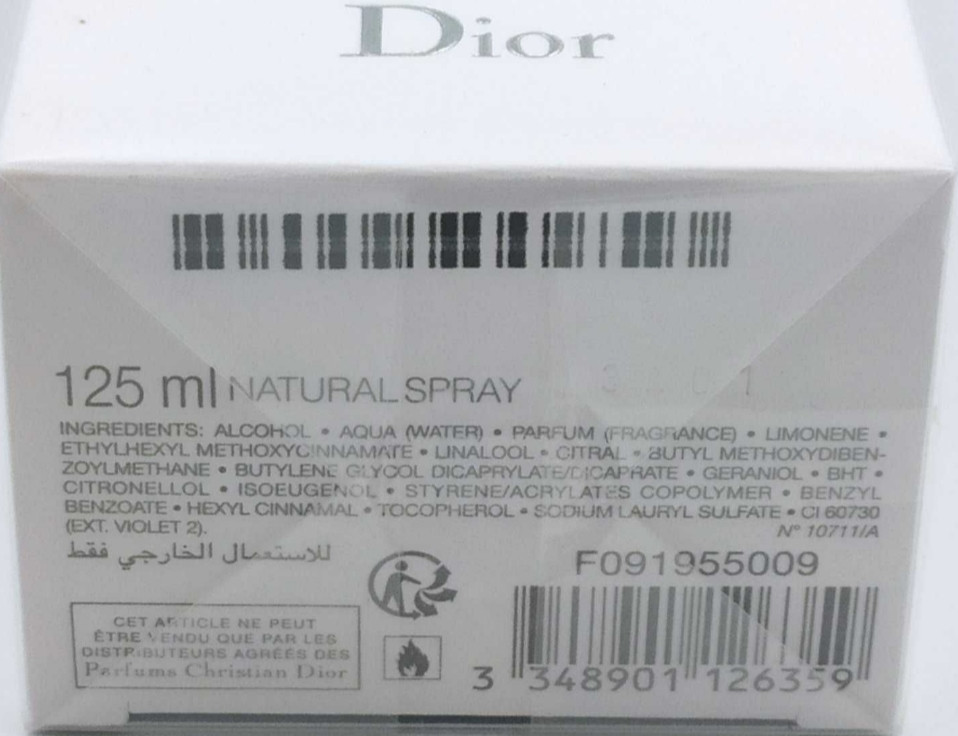 Dior
125 ml NATURAL SPRAY
INGREDIENTS: ALCOHOL • AQUA (WATER) • PARFUM (FRAGRANCE) • LIMONENE •
ETHYLHEXYL METHOXYCINNAMATE • LINALOOL • CITRAL • BUTYL METHOXYDIBEN-
ZOYLMETHANE • BUTYLENE GLYCOL DICAPRYLATE/DICAPRATE • GERANIOL • BHT •
CITRONELLOL • ISOEUGENOL • STYRENE/ACRYLATES COPOLYMER • BENZYL
BENZOATE • HEXYL CINNAMAL • TOCOPHEROL • SODIUM LAURYL SULFATE • CI 60730
(EXT. VIOLET 2).
N° 10711/A
للاستعمال الخارجي فقط
F091955009
CET ARTICLE NE PEUT
ÊTRE VENDU QUE PAR LES
DISTRIBUTEURS AGRÉÉS DES
Parfums Christian Dior
3 348901 126359